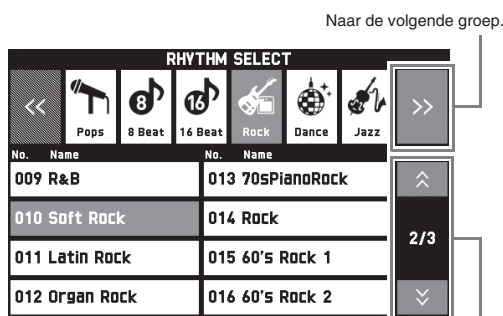 Naar de volgende groep.
RHYTHM SELECT
<< Pops 8 Beat 16 Beat Rock Dance Jazz >>
No. Name No. Name
009 R&B 013 70sPianoRock
010 Soft Rock 014 Rock
2/3
011 Latin Rock 015 60's Rock 1
012 Organ Rock 016 60's Rock 2